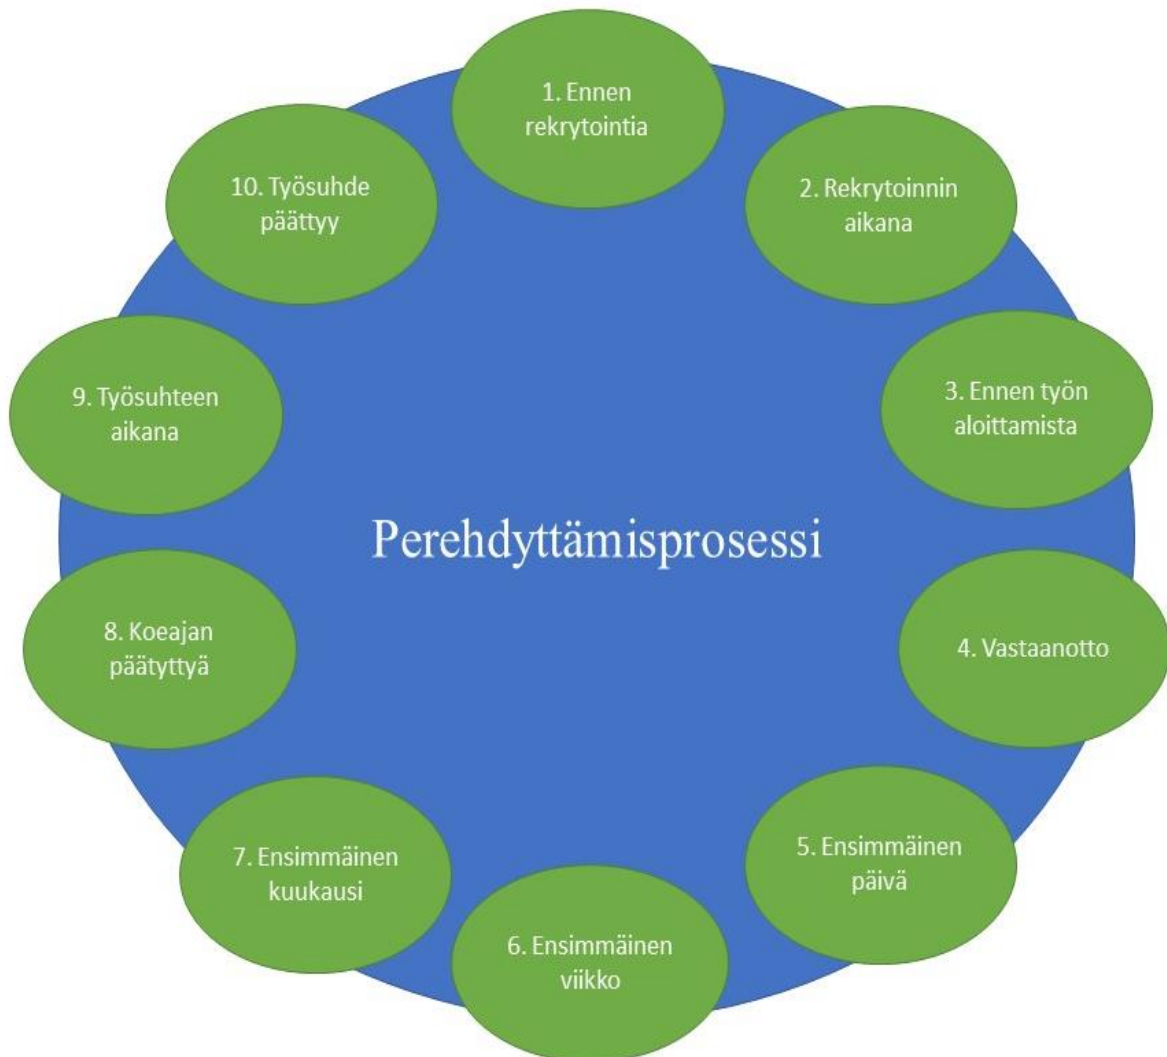 1. Ennen
rekrytointia
2. Rekrytoinnin
aikana
3. Ennen työn
aloittamista
4. Vastaanotto
5. Ensimmäinen
päivä
6. Ensimmäinen
viikko
7. Ensimmäinen
kuukausi
8. Koeajan
päätyttyä
9. Työsuhteen
aikana
10. Työsuhde
päättyy
Perehdyttämisprosessi